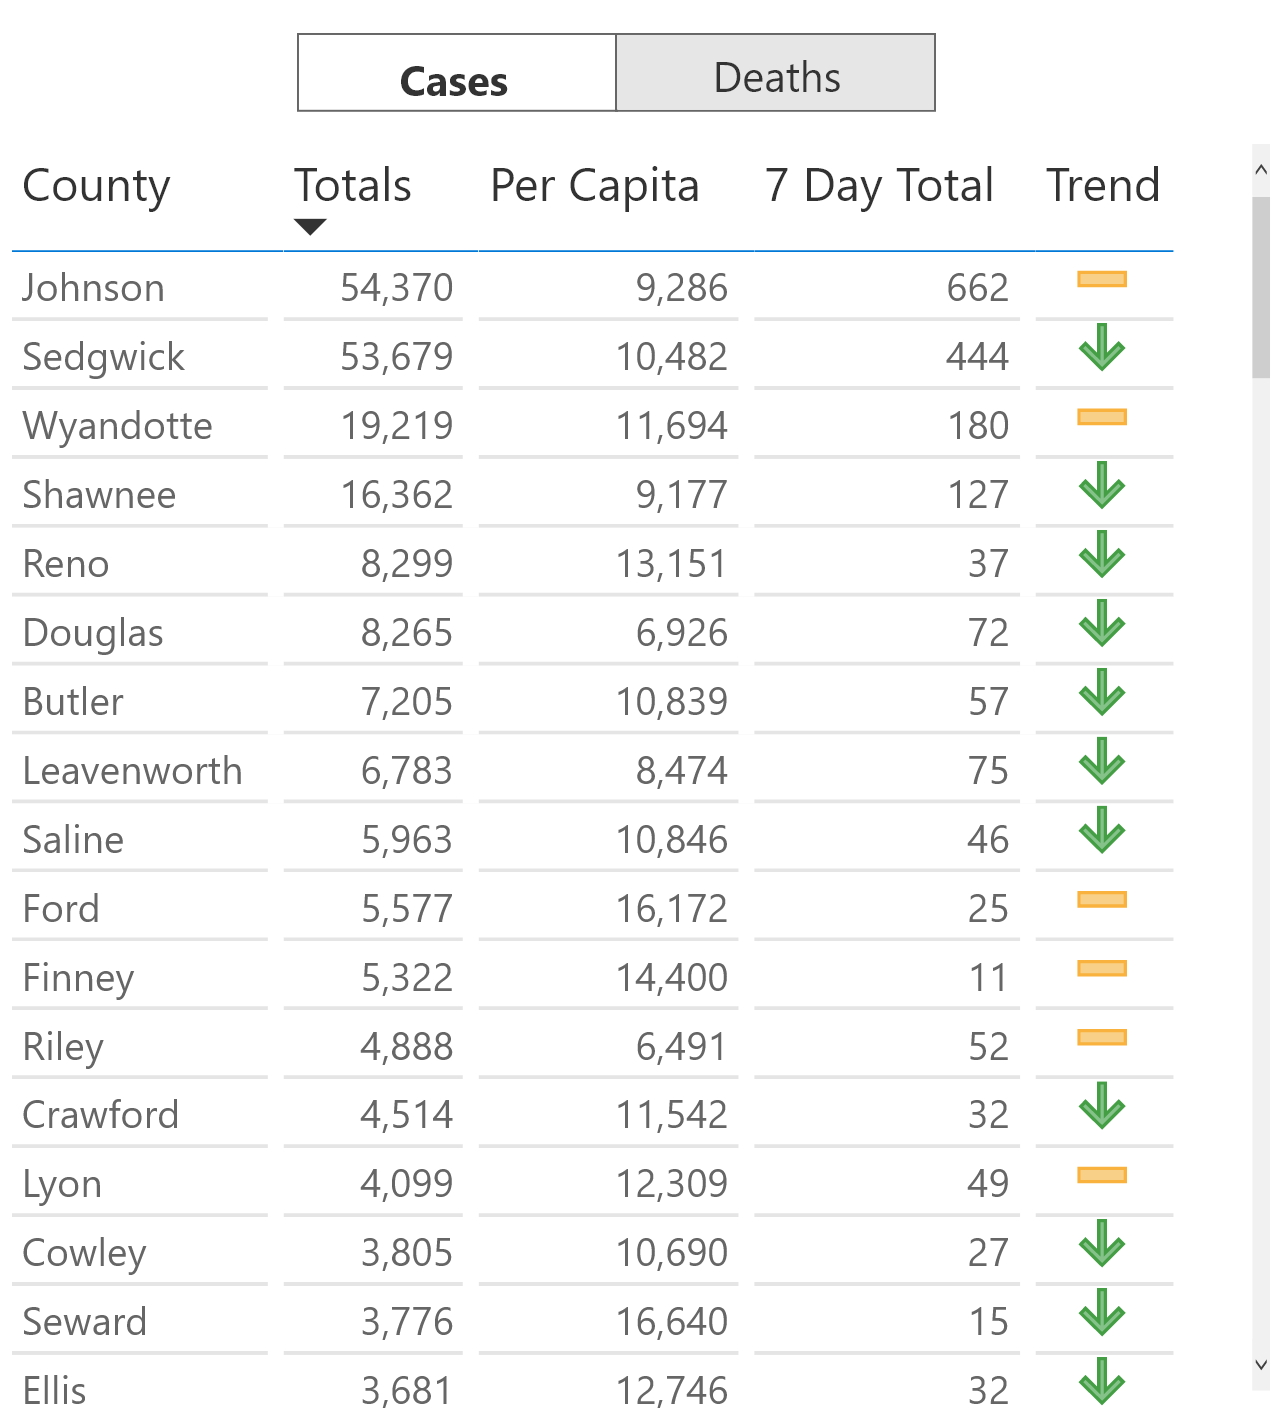 Cases Deaths
County Totals Per Capita 7 Day Total Trend
Johnson 54,370 9,286 662
Sedgwick 53,679 10,482 444
Wyandotte 19,219 11,694 180
Shawnee 16,362 9,177 127
Reno 8,299 13,151 37
Douglas 8,265 6,926 72
Butler 7,205 10,839 57
Leavenworth 6,783 8,474 75
Saline 5,963 10,846 46
Ford 5,577 16,172 25
Finney 5,322 14,400 11
Riley 4,888 6,491 52
Crawford 4,514 11,542 32
Lyon 4,099 12,309 49
Cowley 3,805 10,690 27
Seward 3,776 16,640 15
Ellis 3,681 12,746 32